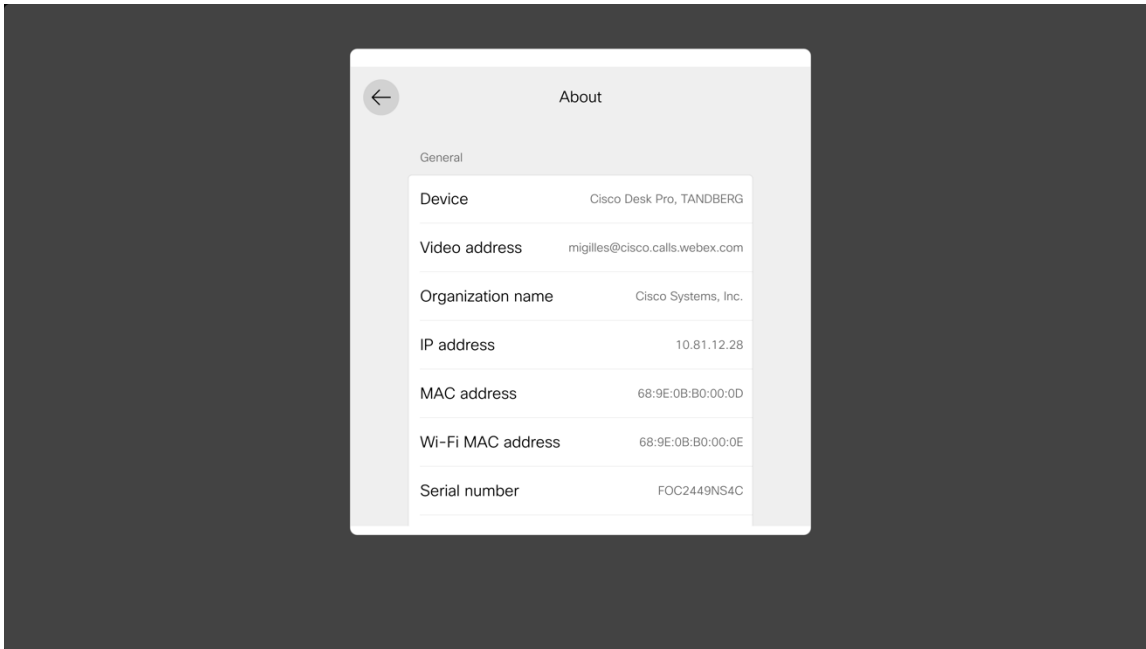 About
General
Device Cisco Desk Pro, TANDBERG
Video address migilles@cisco.calls.webex.com
Organization name Cisco Systems, Inc.
IP address 10.81.12.28
MAC address 68:9E:0B:B0:00:0D
Wi-Fi MAC address 68:9E:0B:B0:00:0E
Serial number FOC2449NS4C